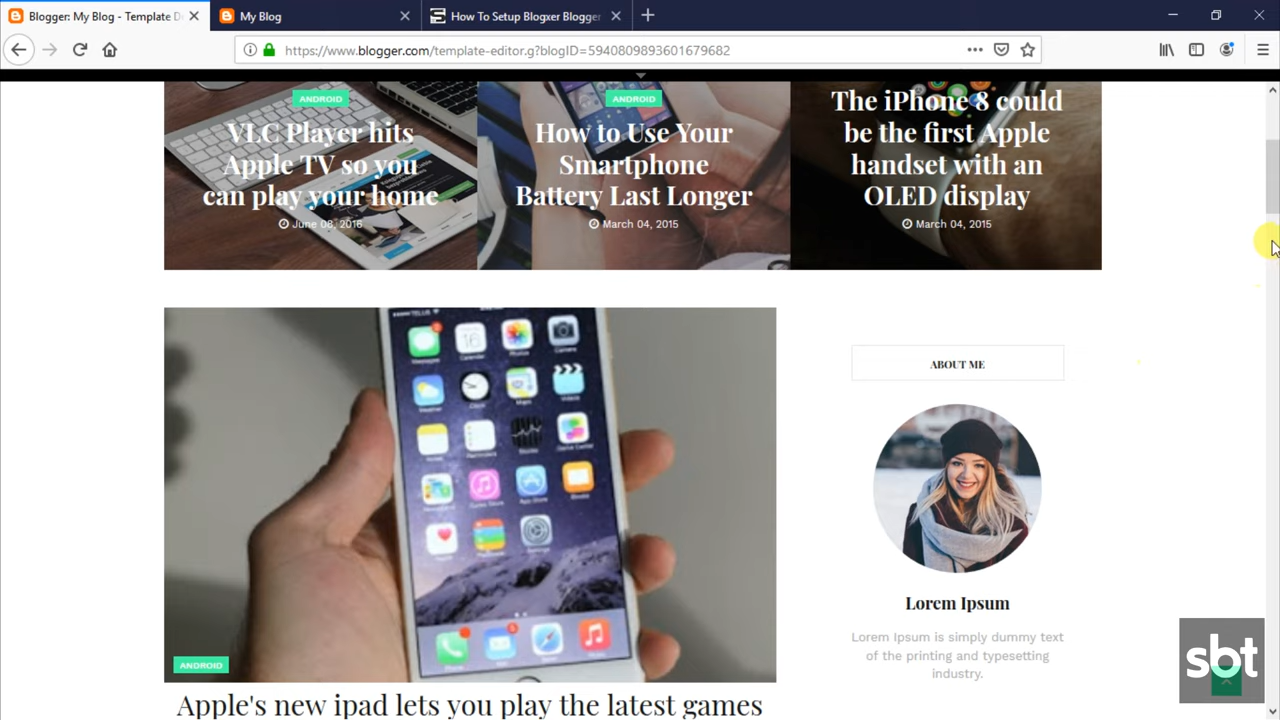 Blogger: My Blog - Template D
My Blog
How To Setup Blogxer Blogger
https://www.blogger.com/template-editor.g?blogID=5940809893601679682
ANDROID
VLC Player hits
Apple TV so you
can play your home
June 08, 2016
ANDROID
How to Use Your
Smartphone
Battery Last Longer
March 04, 2015
The iPhone 8 could
be the first Apple
handset with an
OLED display
March 04, 2015
ANDROID
Apple's new ipad lets you play the latest games
ABOUT ME
Lorem Ipsum
Lorem Ipsum is simply dummy text
of the printing and typesetting
industry.
sbt